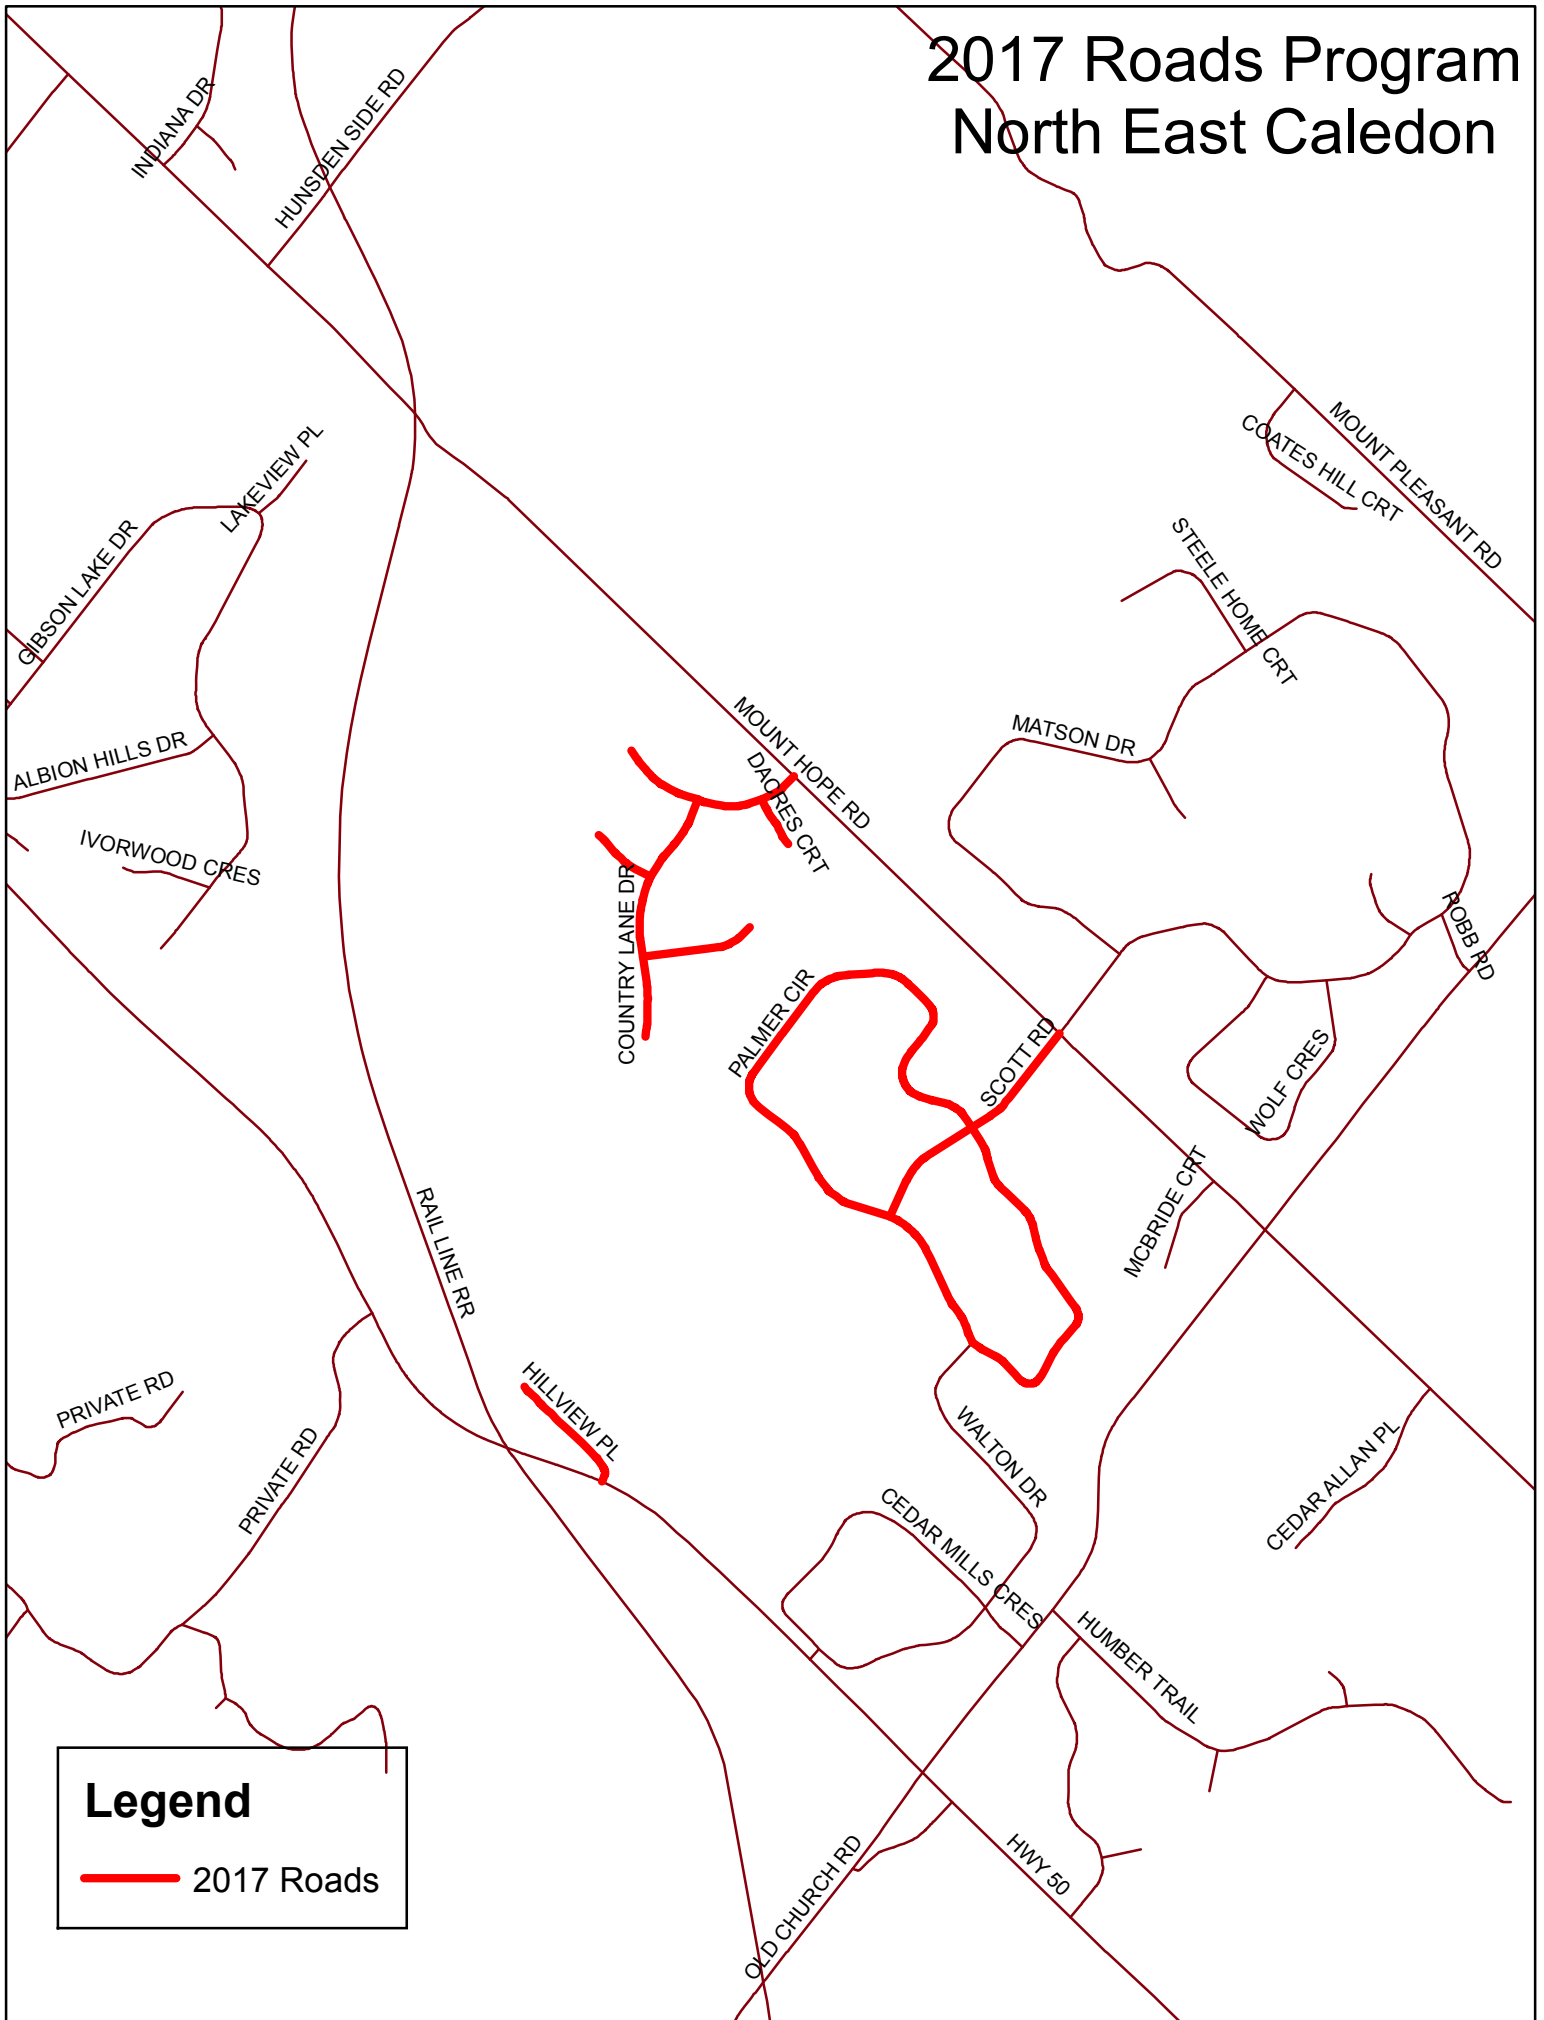 2017 Roads Program
North East Caledon
INDIANA DR
HUNSDEN SIDE RD
MOUNT PLEASANT RD
COATES HILL CRT
LAKEVIEW PL
GIBSON LAKE DR
STEELE HOME CRT
MATSON DR
MOUNT HOPE RD
DACRES CRT
ALBION HILLS DR
IVORWOOD CRES
COUNTRY LANE DR
ROBB RD
PALMER CIR
SCOTT RD
WOLF CRES
MCBRIDE CRT
RAIL LINE RR
HILLVIEW PL
PRIVATE RD
PRIVATE RD
WALTON DR
CEDAR ALLAN PL
CEDAR MILLS CRES
HUMBER TRAIL
HWY 50
OLD CHURCH RD
Legend
2017 Roads